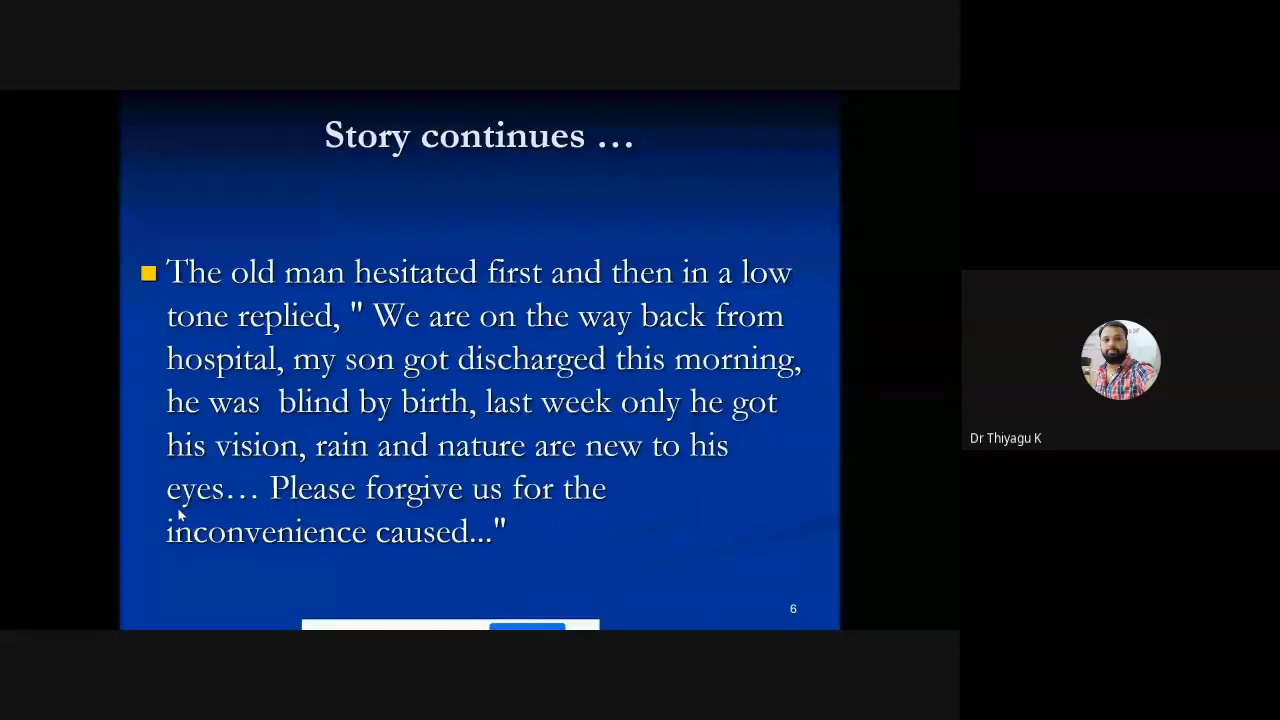 Story continues …
The old man hesitated first and then in a low
tone replied, " We are on the way back from
hospital, my son got discharged this morning,
he was  blind by birth, last week only he got
his vision, rain and nature are new to his
eyes… Please forgive us for the
inconvenience caused..."
6
Dr Thiyagu K